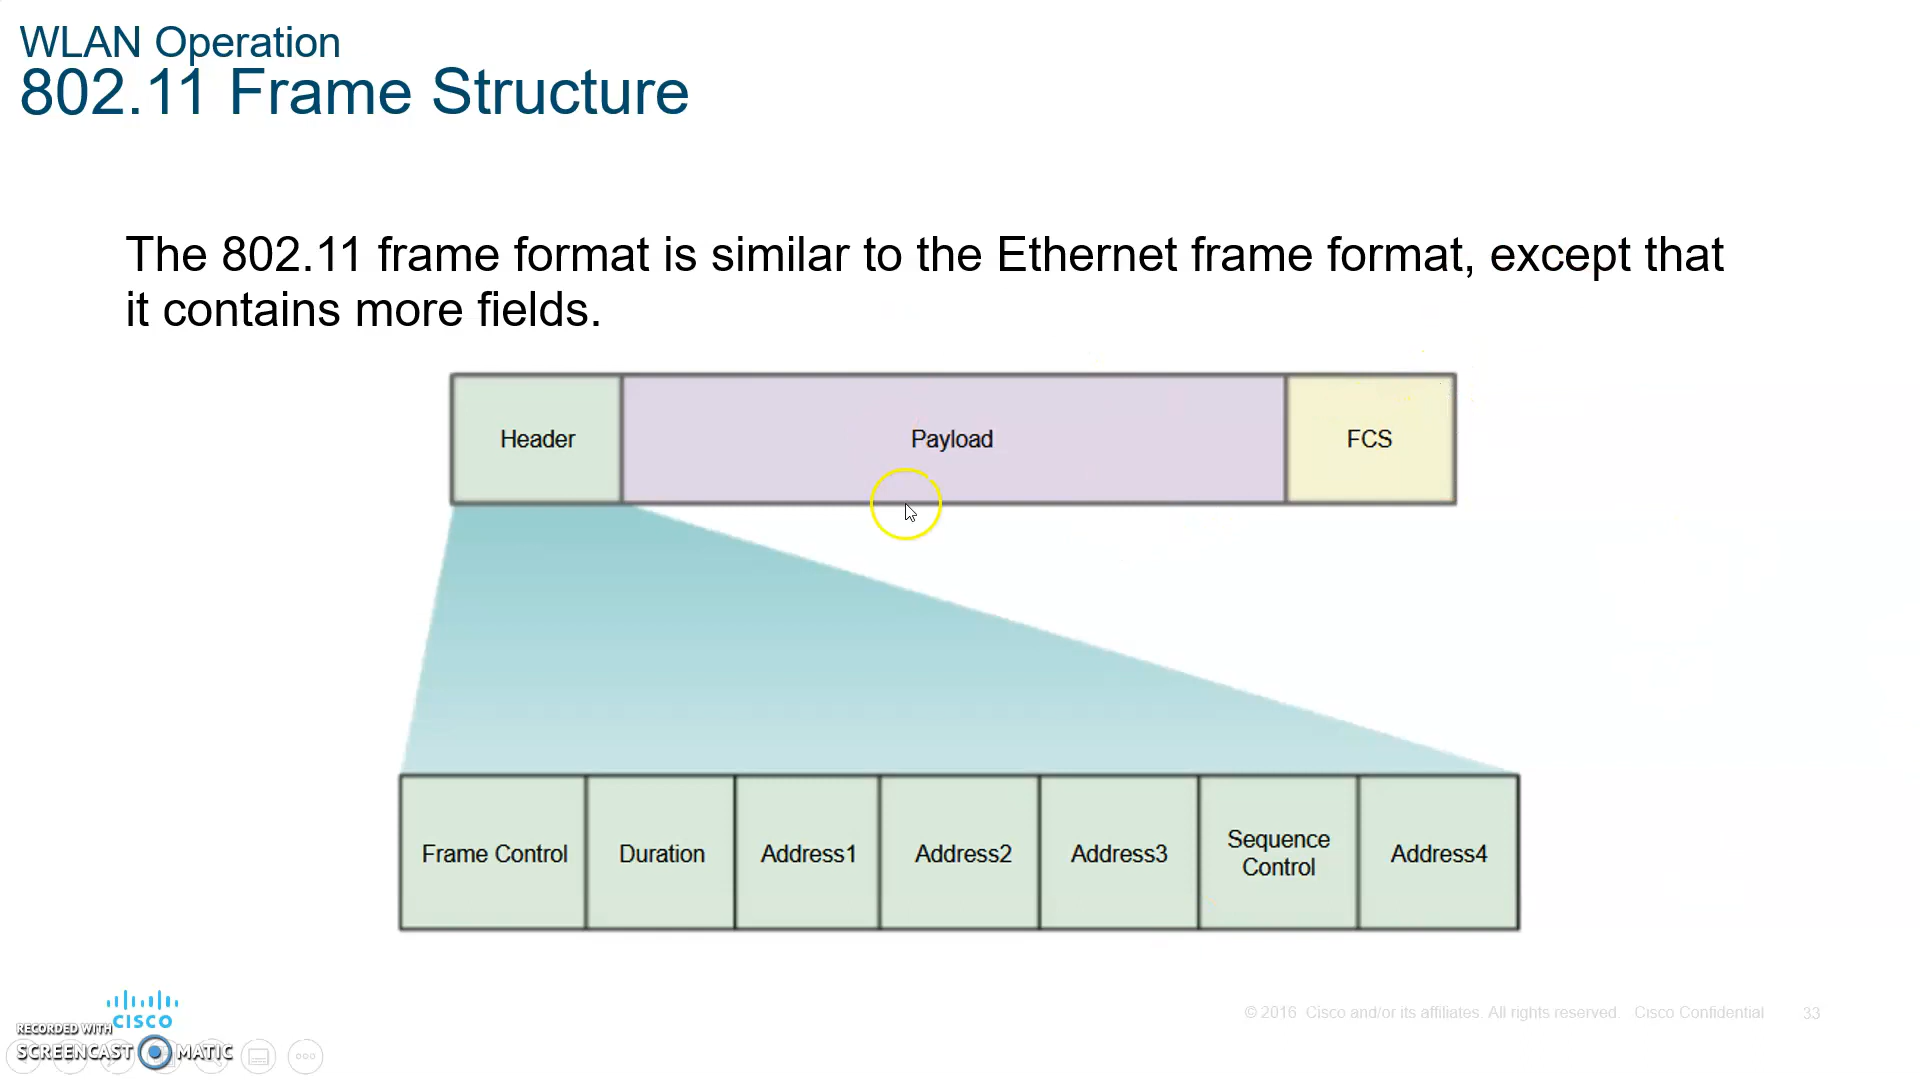 WLAN Operation
802.11 Frame Structure
The 802.11 frame format is similar to the Ethernet frame format, except that
it contains more fields.
Header
Payload
FCS
Frame Control
Duration
Address1
Address2
Address3
Sequence
Control
Address4
CISCO
RECORDED WITH
SCREENCAST MATIC
© 2016 Cisco and/or its affiliates. All rights reserved. Cisco Confidential
33